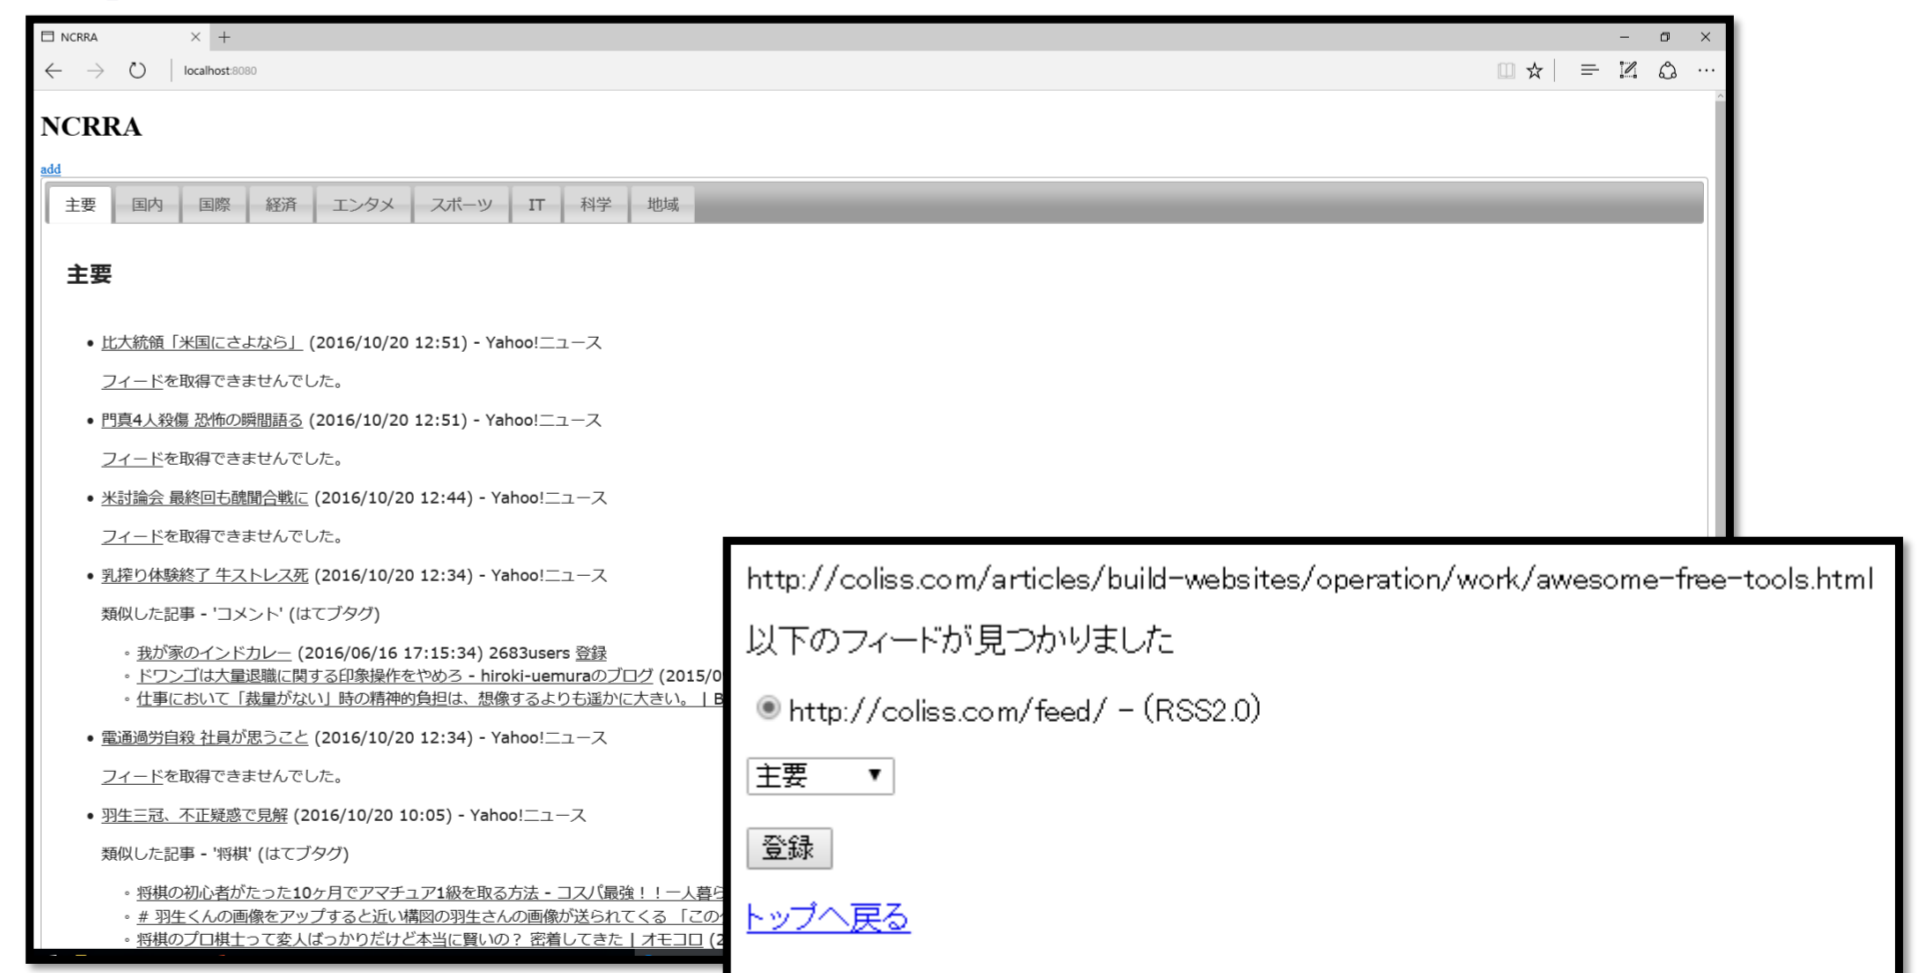 NCRRA
localhost:8080
NCRRA
add
主要 国内 国際 経済 エンタメ スポーツ IT 科学 地域
主要
比大統領「米国にさよなら」 (2016/10/20 12:51) - Yahoo!ニュース
フィードを取得できませんでした。
門真4人殺傷 恐怖の瞬間語る (2016/10/20 12:51) - Yahoo!ニュース
フィードを取得できませんでした。
米討論会 最終回も醜聞合戦に (2016/10/20 12:44) - Yahoo!ニュース
フィードを取得できませんでした。
乳搾り体験終了 牛ストレス死 (2016/10/20 12:34) - Yahoo!ニュース
類似した記事 - 'コメント' (はてブタグ)
我が家のインドカレー (2016/06/16 17:15:34) 2683users 登録
ドワンゴは大量退職に関する印象操作をやめろ - hiroki-uemuraのブログ (2015/0
仕事において「裁量がない」時の精神的負担は、想像するよりも遥かに大きい。 | B
電通過労自殺 社員が思うこと (2016/10/20 12:34) - Yahoo!ニュース
フィードを取得できませんでした。
羽生三冠、不正疑惑で見解 (2016/10/20 10:05) - Yahoo!ニュース
類似した記事 - '将棋' (はてブタグ)
将棋の初心者がたった10ヶ月でアマチュア1級を取る方法 - コスパ最強！！一人暮ら
# 羽生くんの画像をアップすると近い構図の羽生さんの画像が送られてくる 「この
将棋のプロ棋士って変人ばっかりだけど本当に賢いの？ 密着してきた | オモコロ (2
http://coliss.com/articles/build-websites/operation/work/awesome-free-tools.html
以下のフィードが見つかりました
http://coliss.com/feed/ - (RSS2.0)
主要
登録
トップへ戻る